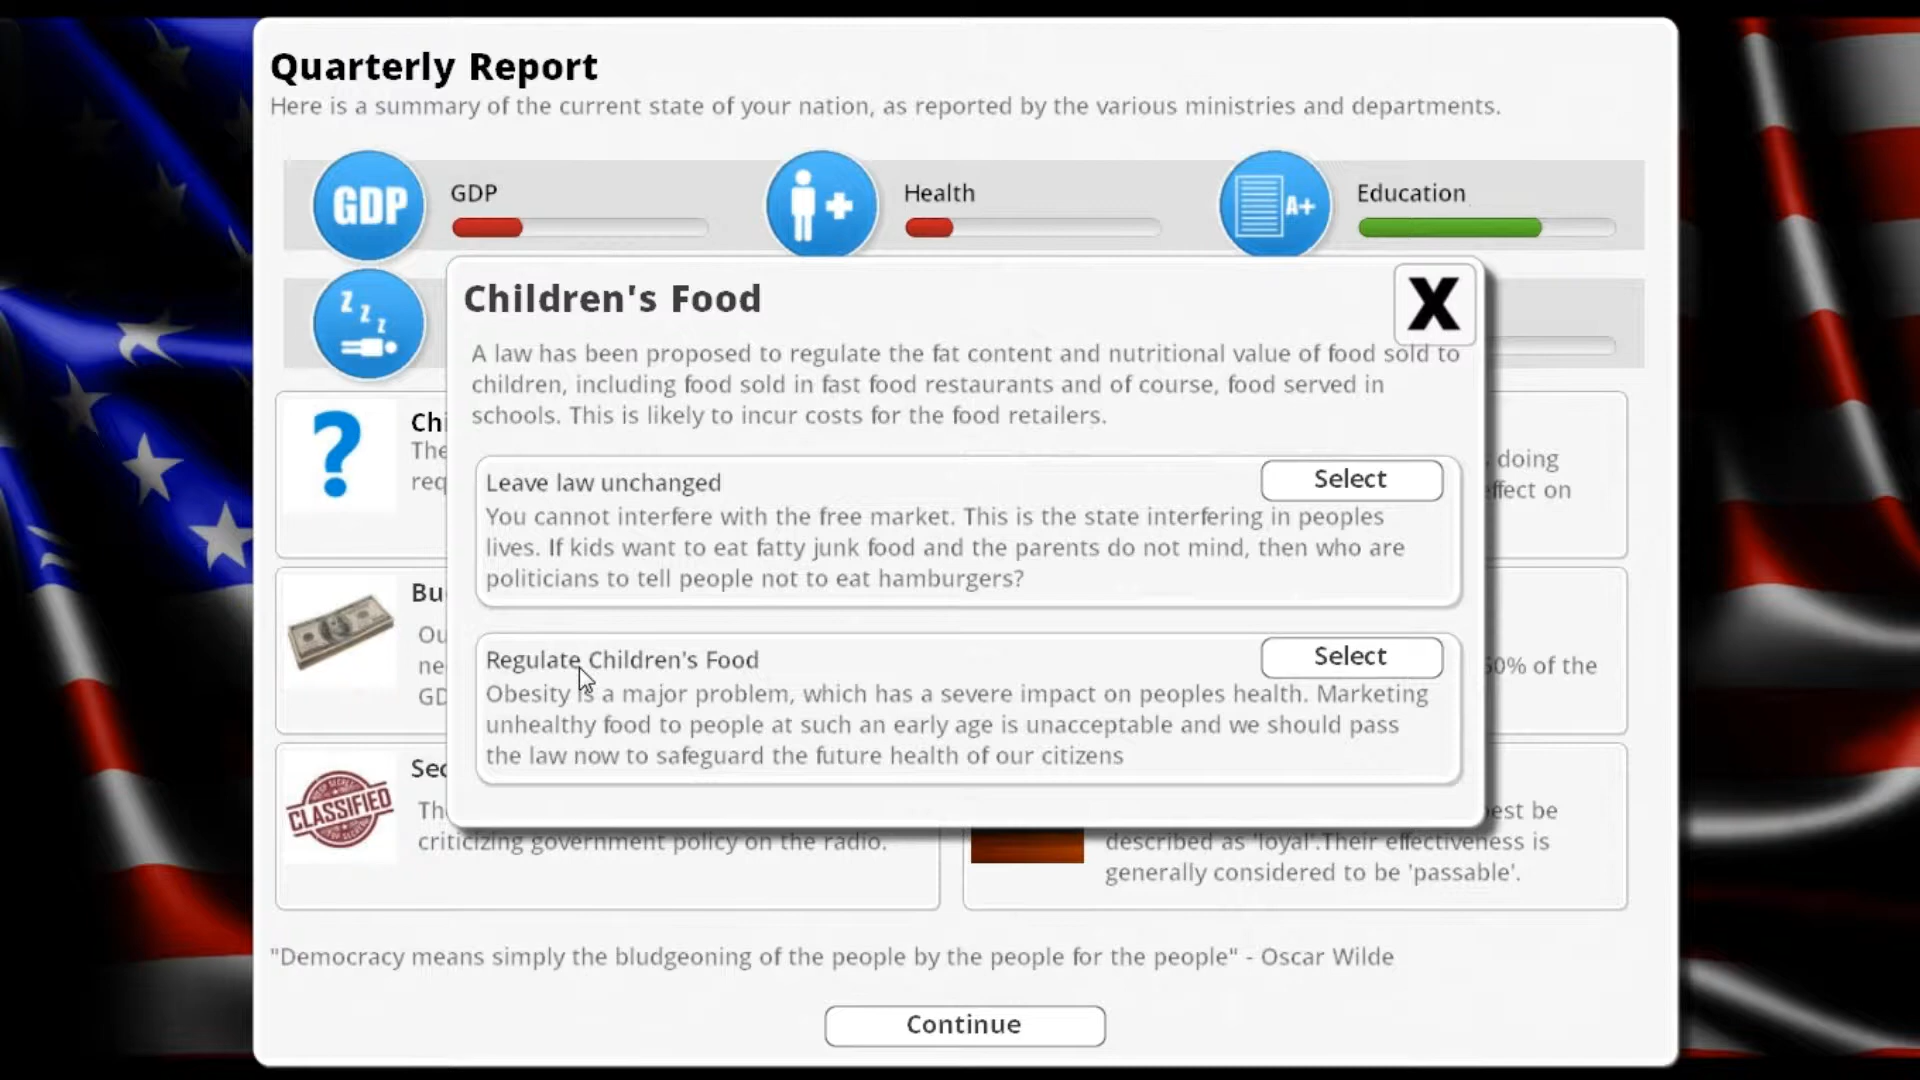 Quarterly Report
Here is a summary of the current state of your nation, as reported by the various ministries and departments.
GDP
GDP
Health
A+
Education
Z
Z
Z
Children's Food
X
A law has been proposed to regulate the fat content and nutritional value of food sold to
children, including food sold in fast food restaurants and of course, food served in
schools. This is likely to incur costs for the food retailers.
Leave law unchanged
Select
You cannot interfere with the free market. This is the state interfering in peoples
lives. If kids want to eat fatty junk food and the parents do not mind, then who are
politicians to tell people not to eat hamburgers?
Regulate Children's Food
Select
Obesity is a major problem, which has a severe impact on peoples health. Marketing
unhealthy food to people at such an early age is unacceptable and we should pass
the law now to safeguard the future health of our citizens
?
Chi
The
req
doing
effect on
Bu
Ou
ne
GD
50% of the
CLASSIFIED
Sec
Th
criticizing government policy on the radio.
est be
described as 'loyal'.Their effectiveness is
generally considered to be 'passable'.
"Democracy means simply the bludgeoning of the people by the people for the people" - Oscar Wilde
Continue